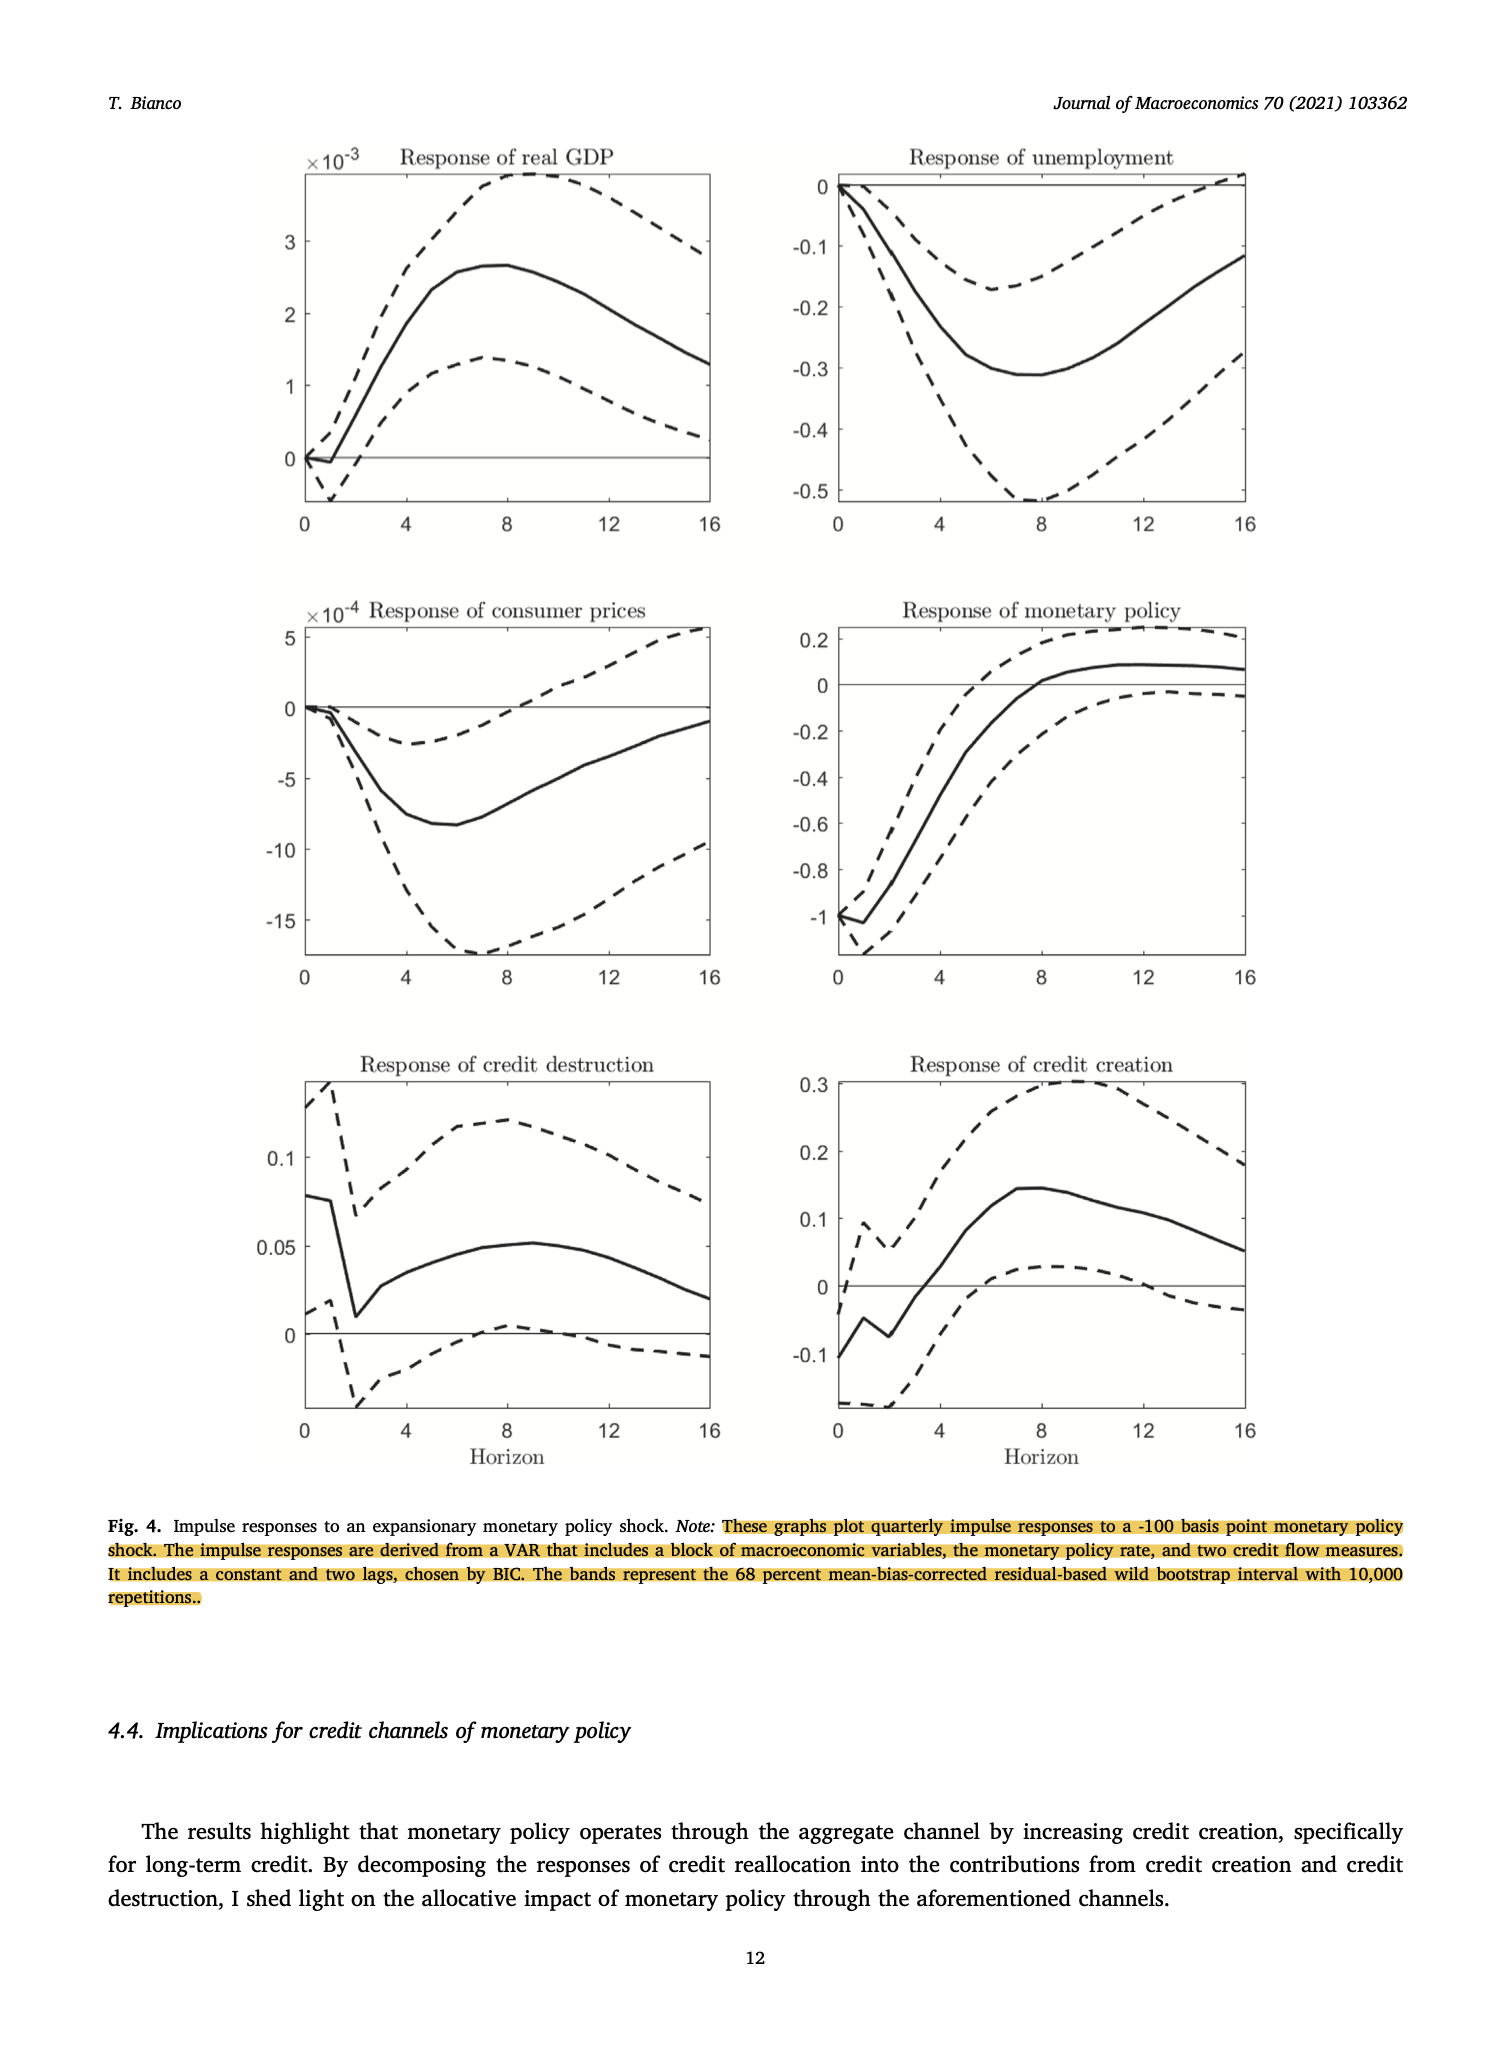 T. Bianco
Journal of Macroeconomics 70 (2021) 103362
×10-3 Response of real GDP
3
2
1
0
0 4 8 12 16
Response of unemployment
0
-0.1
-0.2
-0.3
-0.4
-0.5
0 4 8 12 16
×10-4 Response of consumer prices
5
0
-5
-10
-15
0 4 8 12 16
Response of monetary policy
0.2
0
-0.2
-0.4
-0.6
-0.8
-1
0 4 8 12 16
Response of credit destruction
0.1
0.05
0
0 4 8 12 16
Horizon
Response of credit creation
0.3
0.2
0.1
0
-0.1
0 4 8 12 16
Horizon
Fig. 4. Impulse responses to an expansionary monetary policy shock. Note: These graphs plot quarterly impulse responses to a -100 basis point monetary policy
shock. The impulse responses are derived from a VAR that includes a block of macroeconomic variables, the monetary policy rate, and two credit flow measures.
It includes a constant and two lags, chosen by BIC. The bands represent the 68 percent mean-bias-corrected residual-based wild bootstrap interval with 10,000
repetitions..
4.4. Implications for credit channels of monetary policy
The results highlight that monetary policy operates through the aggregate channel by increasing credit creation, specifically
for long-term credit. By decomposing the responses of credit reallocation into the contributions from credit creation and credit
destruction, I shed light on the allocative impact of monetary policy through the aforementioned channels.
12